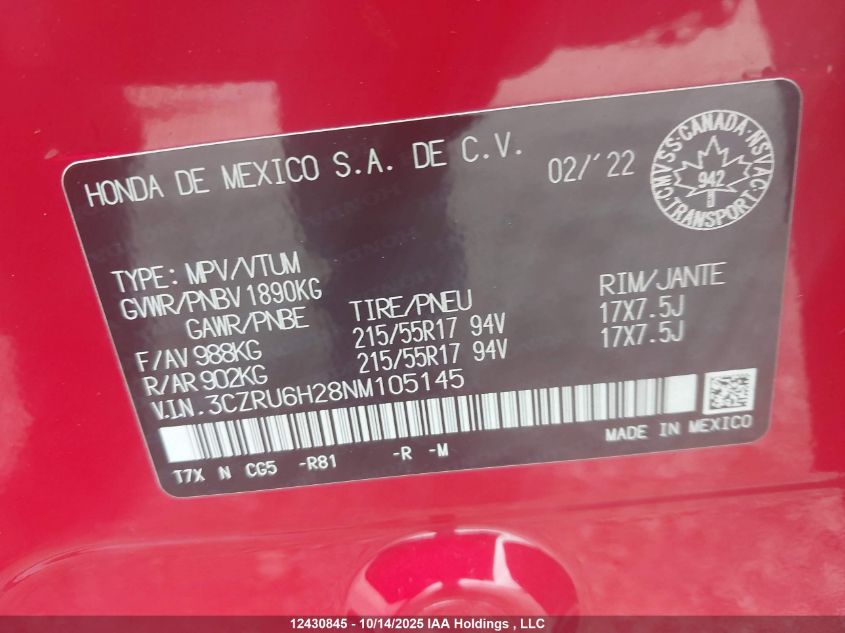 HONDA DE MEXICO S.A. DE C.V.
02/'22
CMVSS·CANADA·NSVAC·
942
TRANSPORT
TYPE: MPV/VTUM
GVWR/PNBV 1890KG
GAWR/PNBE TIRE/PNEU RIM/JANTE
F/AV 988KG 215/55R17 94V 17X7.5J
R/AR 902KG 215/55R17 94V 17X7.5J
V.I.N. 3CZRU6H28NM105145
T7X N CG5 -R81 -R -M
MADE IN MEXICO
12430845 - 10/14/2025 IAA Holdings , LLC